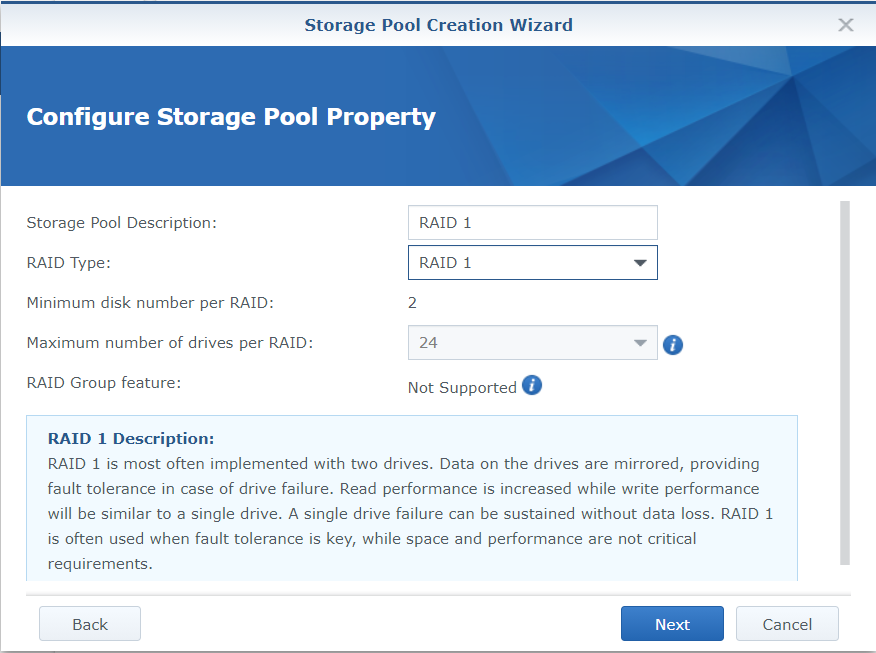 Storage Pool Creation Wizard
Configure Storage Pool Property
Storage Pool Description: RAID 1
RAID Type: RAID 1
Minimum disk number per RAID: 2
Maximum number of drives per RAID: 24
RAID Group feature: Not Supported
RAID 1 Description:
RAID 1 is most often implemented with two drives. Data on the drives are mirrored, providing
fault tolerance in case of drive failure. Read performance is increased while write performance
will be similar to a single drive. A single drive failure can be sustained without data loss. RAID 1
is often used when fault tolerance is key, while space and performance are not critical
requirements.
Back Next Cancel